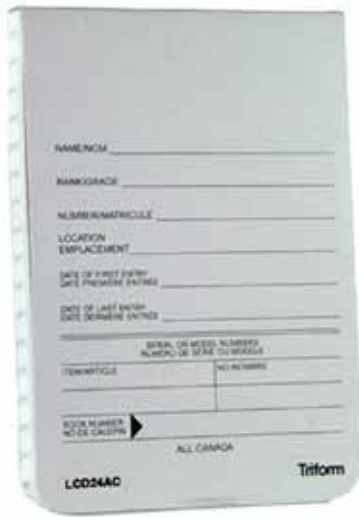 NAME/NOM
RANK/GRADE
NUMBER/MATRICULE
LOCATION
EMPLACEMENT
DATE OF FIRST ENTRY
DATE PREMIÈRE ENTRÉE
DATE OF LAST ENTRY
DATE DERNIÈRE ENTRÉE
SERIAL OR MODEL NUMBERS
NUMÉRO DE SÉRIE OU MODÈLE
ITEM/ARTICLE
NO/NOMBRE
BOOK NUMBER
NO DE CALEPIN
ALL CANADA
LCD24AC
Triform